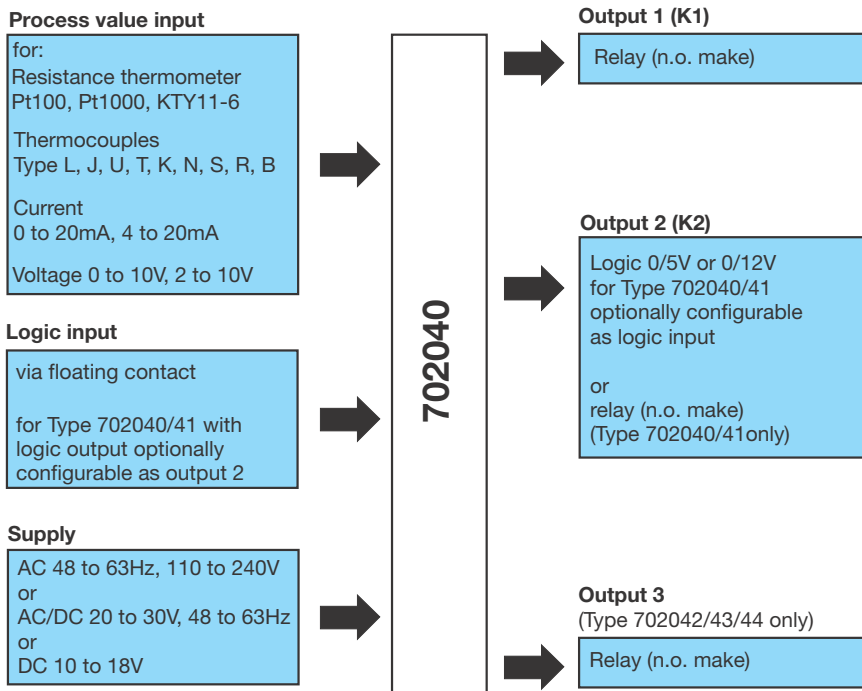 Process value input
for:
Resistance thermometer
Pt100, Pt1000, KTY11-6
Thermocouples
Type L, J, U, T, K, N, S, R, B
Current
0 to 20mA, 4 to 20mA
Voltage 0 to 10V, 2 to 10V
Logic input
via floating contact
for Type 702040/41 with
logic output optionally
configurable as output 2
Supply
AC 48 to 63Hz, 110 to 240V
or
AC/DC 20 to 30V, 48 to 63Hz
or
DC 10 to 18V
702040
Output 1 (K1)
Relay (n.o. make)
Output 2 (K2)
Logic 0/5V or 0/12V
for Type 702040/41
optionally configurable
as logic input
or
relay (n.o. make)
(Type 702040/41only)
Output 3
(Type 702042/43/44 only)
Relay (n.o. make)